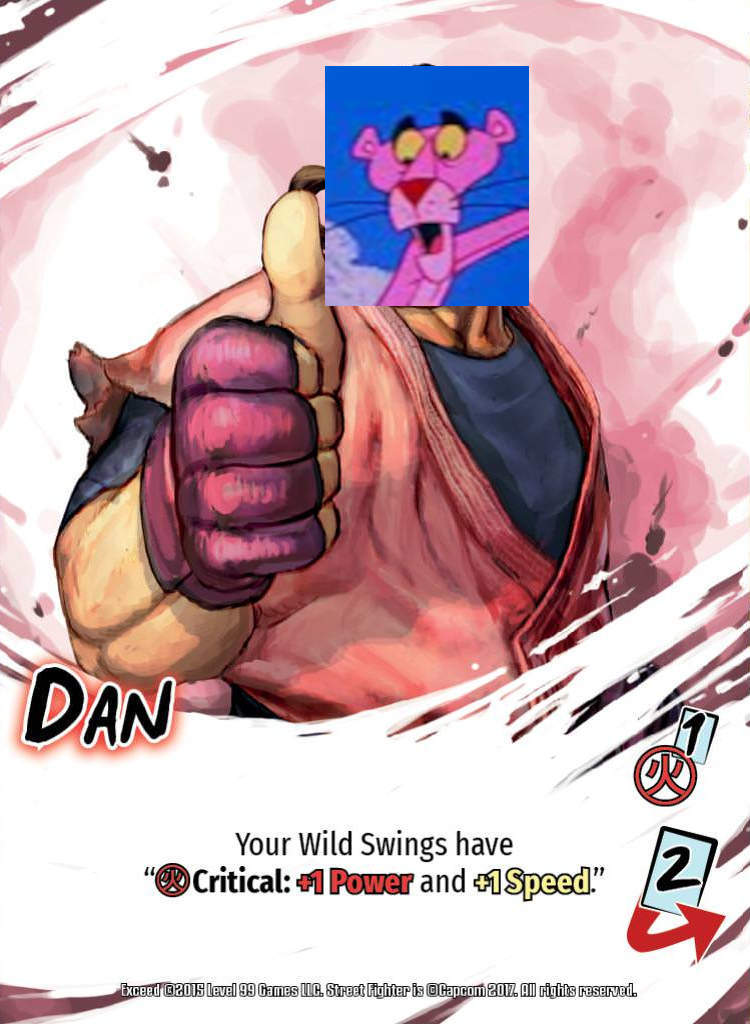 DAN
1
火
Your Wild Swings have
“火 Critical: +1 Power and +1 Speed.”
2
Exceed ©2015 Level 99 Games LLC. Street Fighter is ©Capcom 2017. All rights reserved.